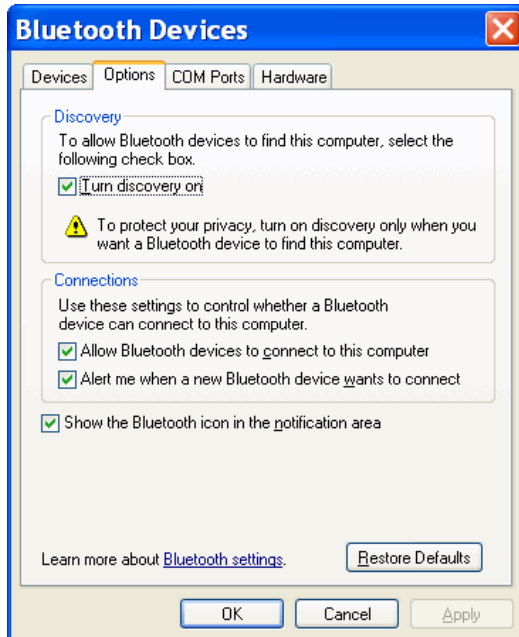 Bluetooth Devices
Devices Options COM Ports Hardware
Discovery
To allow Bluetooth devices to find this computer, select the
following check box.
Turn discovery on
To protect your privacy, turn on discovery only when you
want a Bluetooth device to find this computer.
Connections
Use these settings to control whether a Bluetooth
device can connect to this computer.
Allow Bluetooth devices to connect to this computer
Alert me when a new Bluetooth device wants to connect
Show the Bluetooth icon in the notification area
Learn more about Bluetooth settings. Restore Defaults
OK Cancel Apply